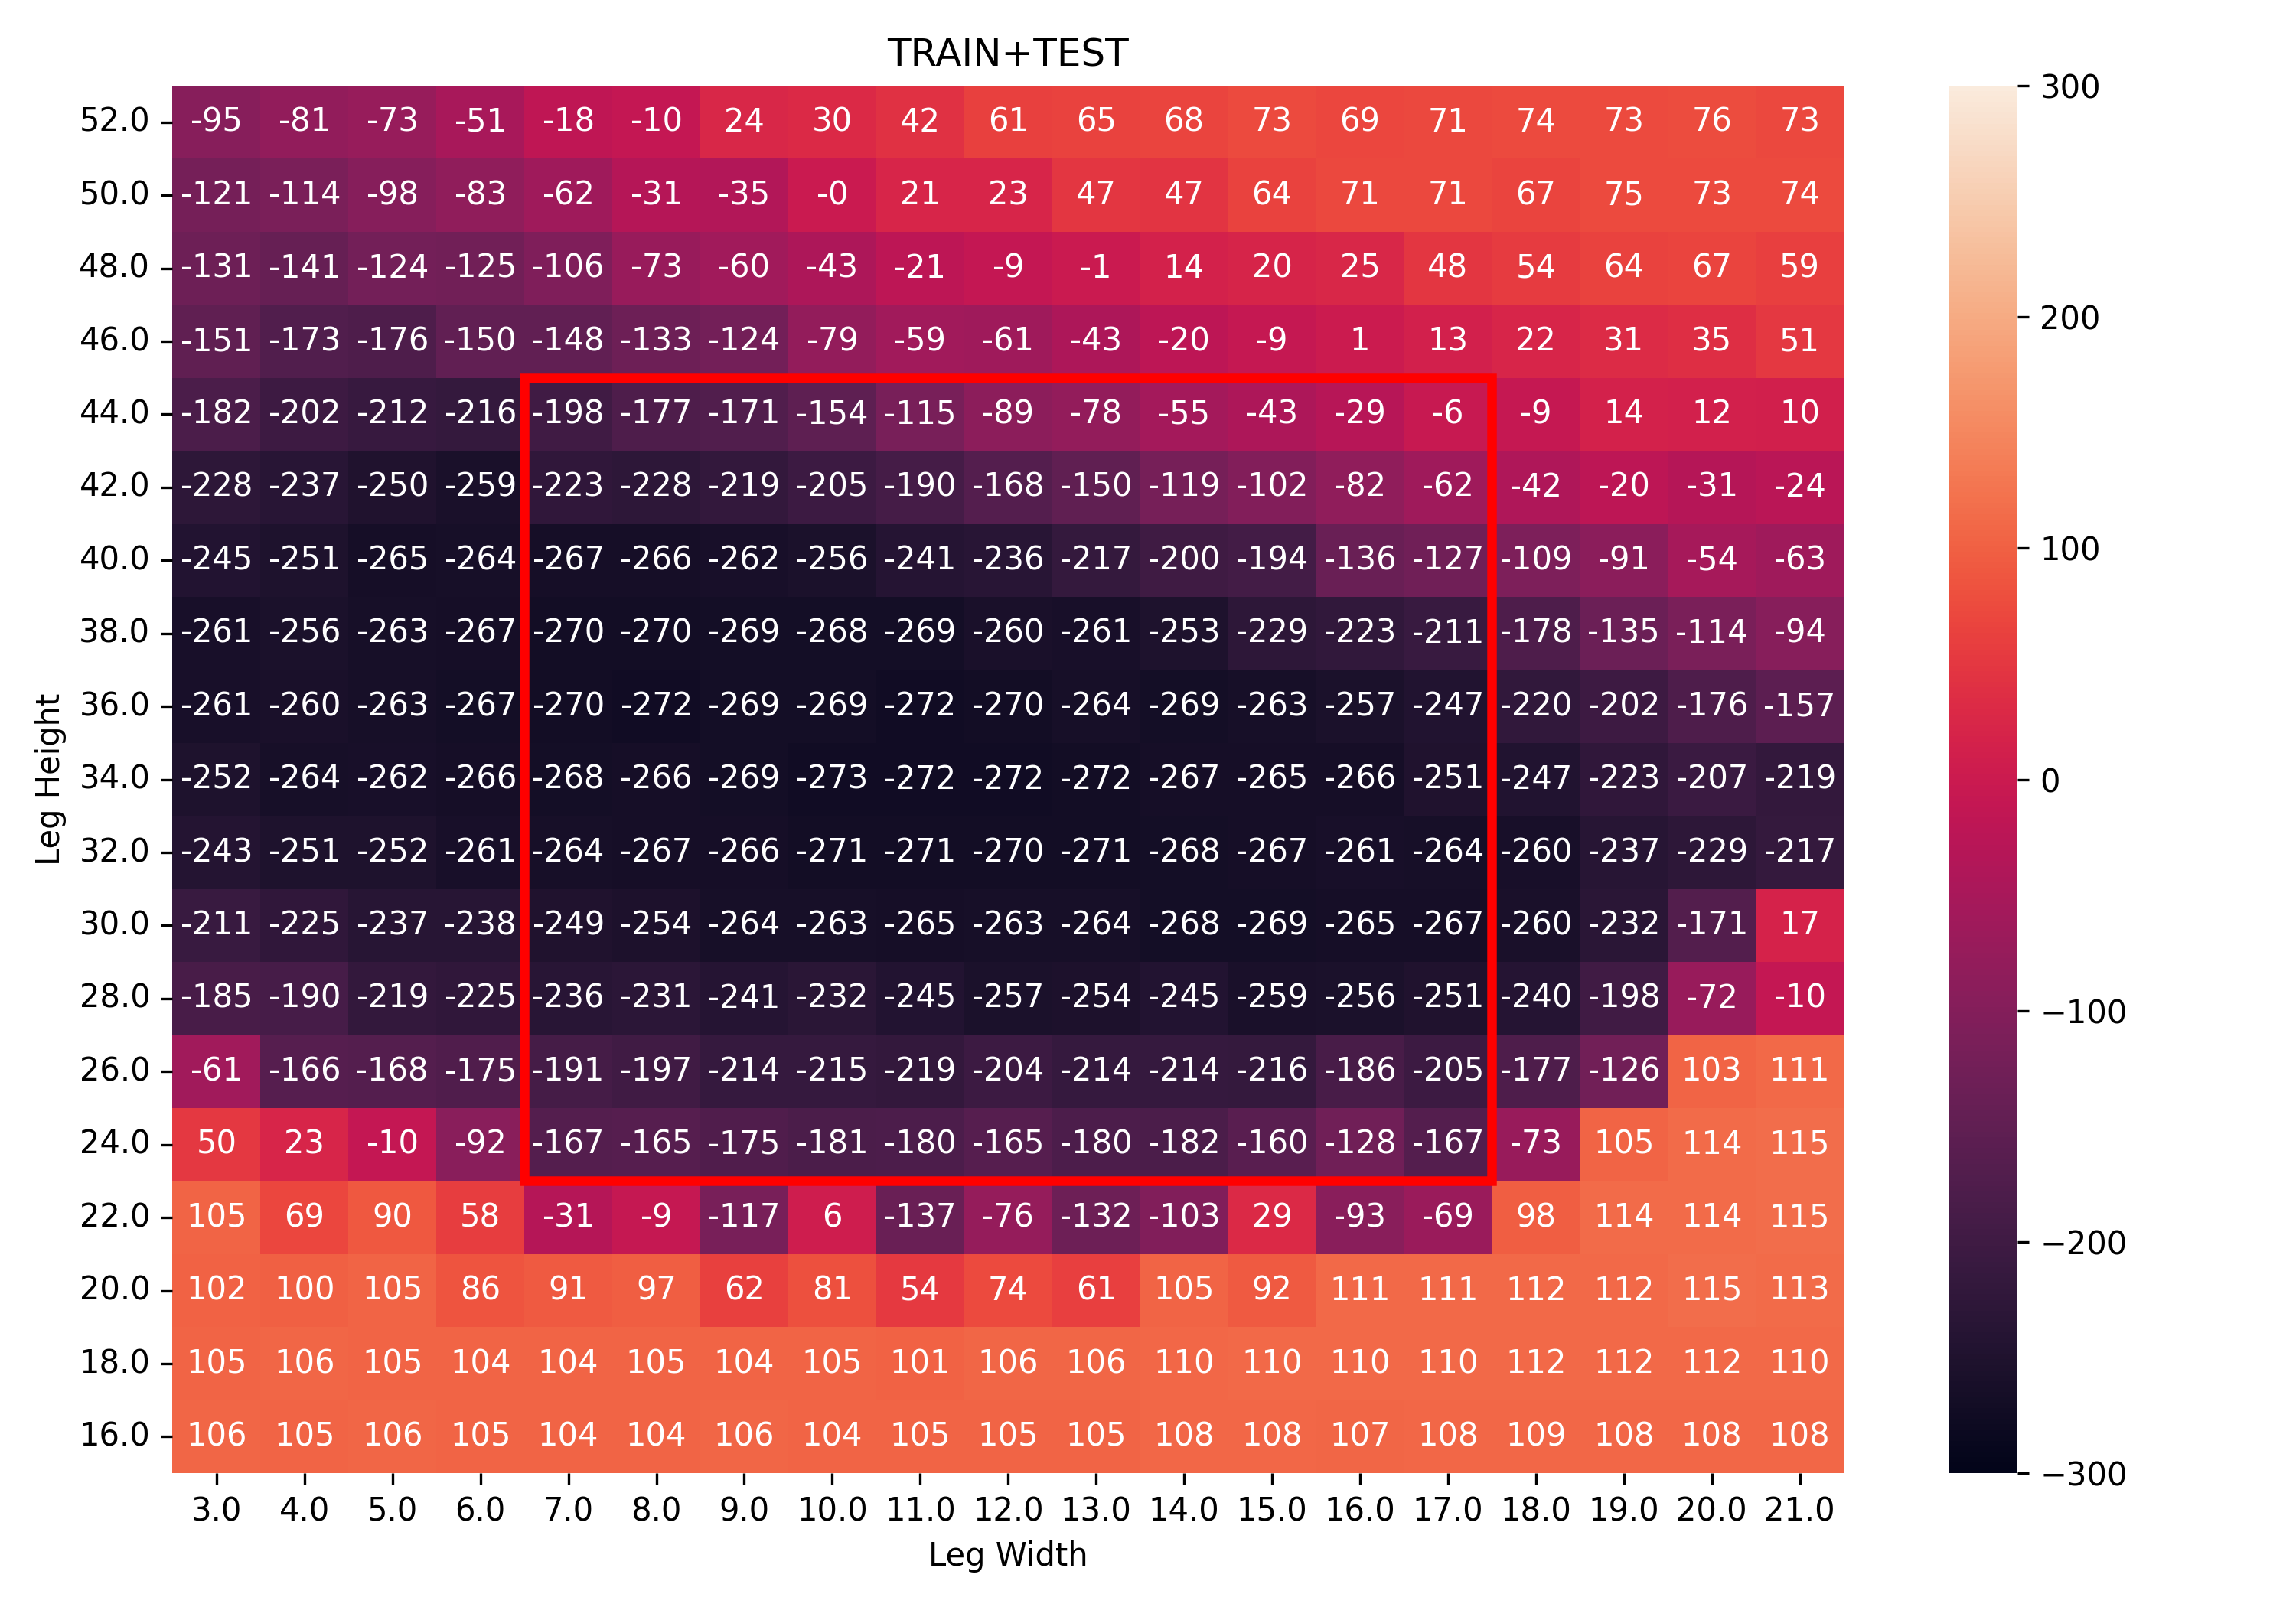 TRAIN+TEST
52.0 -95 -81 -73 -51 -18 -10 24 30 42 61 65 68 73 69 71 74 73 76 73
50.0 -121 -114 -98 -83 -62 -31 -35 -0 21 23 47 47 64 71 71 67 75 73 74
48.0 -131 -141 -124 -125 -106 -73 -60 -43 -21 -9 -1 14 20 25 48 54 64 67 59
46.0 -151 -173 -176 -150 -148 -133 -124 -79 -59 -61 -43 -20 -9 1 13 22 31 35 51
44.0 -182 -202 -212 -216 -198 -177 -171 -154 -115 -89 -78 -55 -43 -29 -6 -9 14 12 10
42.0 -228 -237 -250 -259 -223 -228 -219 -205 -190 -168 -150 -119 -102 -82 -62 -42 -20 -31 -24
40.0 -245 -251 -265 -264 -267 -266 -262 -256 -241 -236 -217 -200 -194 -136 -127 -109 -91 -54 -63
38.0 -261 -256 -263 -267 -270 -270 -269 -268 -269 -260 -261 -253 -229 -223 -211 -178 -135 -114 -94
36.0 -261 -260 -263 -267 -270 -272 -269 -269 -272 -270 -264 -269 -263 -257 -247 -220 -202 -176 -157
34.0 -252 -264 -262 -266 -268 -266 -269 -273 -272 -272 -272 -267 -265 -266 -251 -247 -223 -207 -219
32.0 -243 -251 -252 -261 -264 -267 -266 -271 -271 -270 -271 -268 -267 -261 -264 -260 -237 -229 -217
30.0 -211 -225 -237 -238 -249 -254 -264 -263 -265 -263 -264 -268 -269 -265 -267 -260 -232 -171 17
28.0 -185 -190 -219 -225 -236 -231 -241 -232 -245 -257 -254 -245 -259 -256 -251 -240 -198 -72 -10
26.0 -61 -166 -168 -175 -191 -197 -214 -215 -219 -204 -214 -214 -216 -186 -205 -177 -126 103 111
24.0 50 23 -10 -92 -167 -165 -175 -181 -180 -165 -180 -182 -160 -128 -167 -73 105 114 115
22.0 105 69 90 58 -31 -9 -117 6 -137 -76 -132 -103 29 -93 -69 98 114 114 115
20.0 102 100 105 86 91 97 62 81 54 74 61 105 92 111 111 112 112 115 113
18.0 105 106 105 104 104 105 104 105 101 106 106 110 110 110 110 112 112 112 110
16.0 106 105 106 105 104 104 106 104 105 105 105 108 108 107 108 109 108 108 108
3.0 4.0 5.0 6.0 7.0 8.0 9.0 10.0 11.0 12.0 13.0 14.0 15.0 16.0 17.0 18.0 19.0 20.0 21.0
Leg Width
Leg Height
300
200
100
0
−100
−200
−300